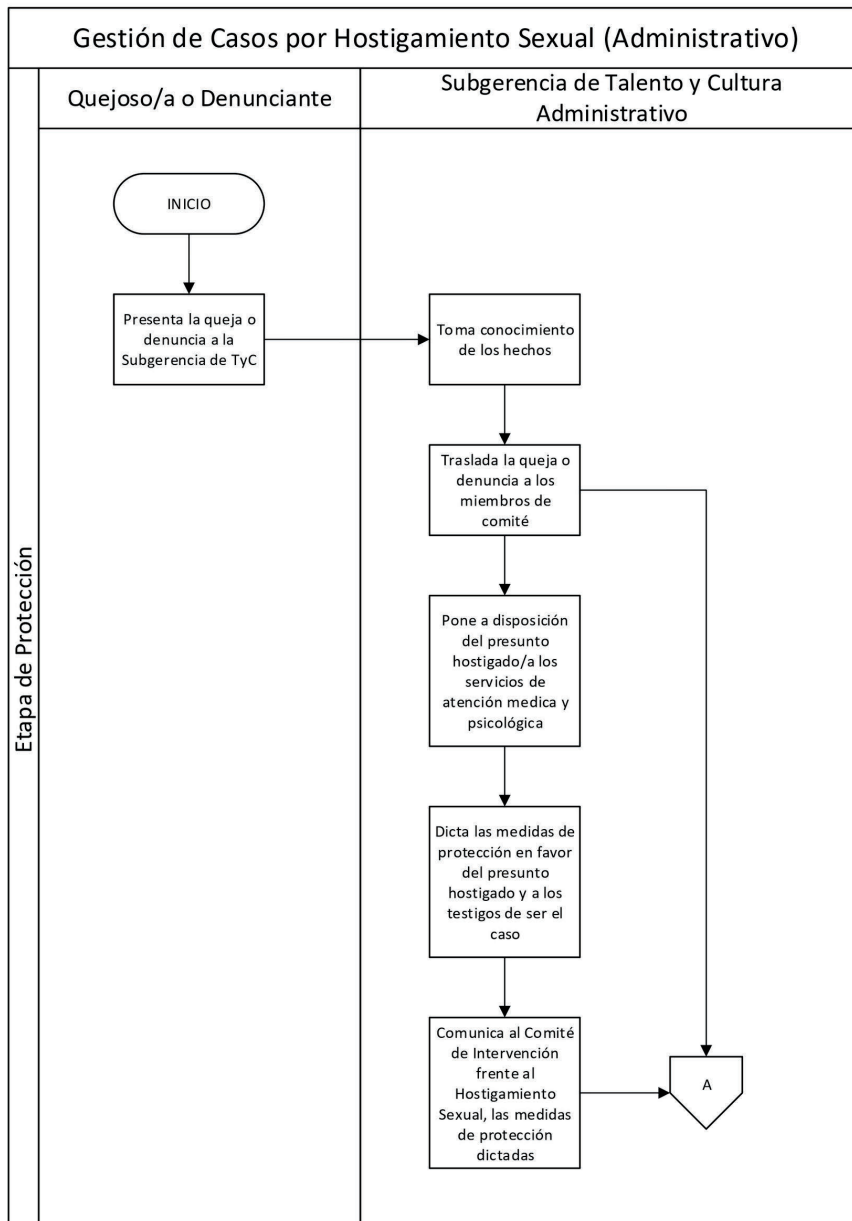 Gestión de Casos por Hostigamiento Sexual (Administrativo)
Quejoso/a o Denunciante
Subgerencia de Talento y Cultura
Administrativo
Etapa de Protección
INICIO
Presenta la queja o
denuncia a la
Subgerencia de TyC
Toma conocimiento
de los hechos
Traslada la queja o
denuncia a los
miembros de
comité
Pone a disposición
del presunto
hostigado/a los
servicios de
atención medica y
psicológica
Dicta las medidas de
protección en favor
del presunto
hostigado y a los
testigos de ser el
caso
Comunica al Comité
de Intervención
frente al
Hostigamiento
Sexual, las medidas
de protección
dictadas
A